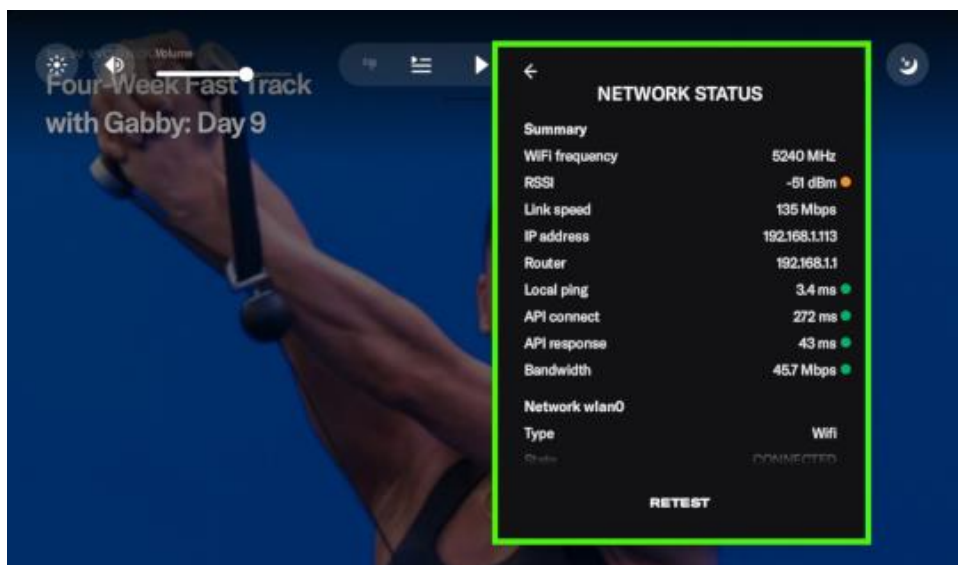 Volume
Four-Week Fast Track
with Gabby: Day 9
NETWORK STATUS
Summary
WiFi frequency 5240 MHz
RSSI -51 dBm
Link speed 135 Mbps
IP address 192.168.1.113
Router 192.168.1.1
Local ping 3.4 ms
API connect 272 ms
API response 43 ms
Bandwidth 45.7 Mbps
Network wlan0
Type Wifi
State CONNECTED
RETEST